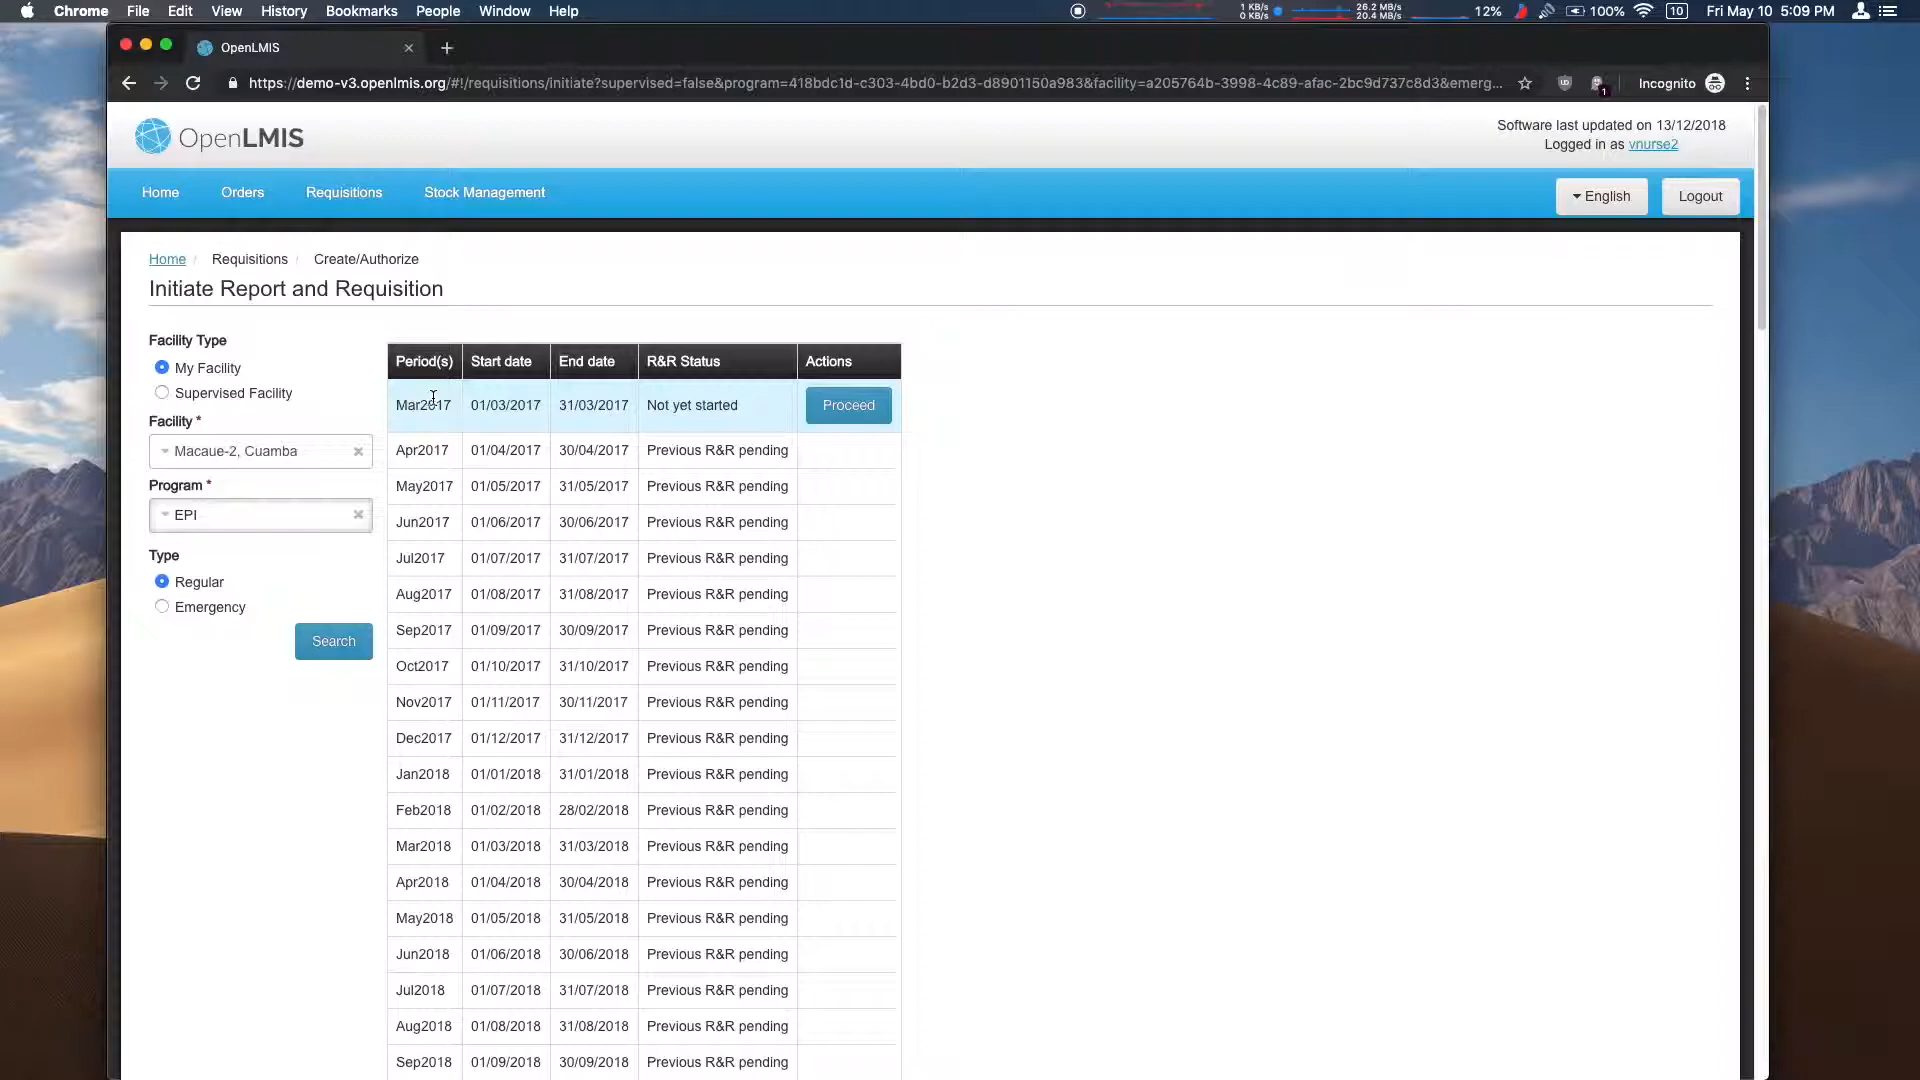 Chrome File Edit View History Bookmarks People Window Help
1 KB/s
0 KB/s
26.2 MB/s
20.4 MB/s
12% 100% 10 Fri May 10 5:09 PM
OpenLMIS
https://demo-v3.openlmis.org/#!/requisitions/initiate?supervised=false&program=418bdc1d-c303-4bd0-b2d3-d8901150a983&facility=a205764b-3998-4c89-afac-2bc9d737c8d3&emerg...
1
Incognito
OpenLMIS
Software last updated on 13/12/2018
Logged in as vnurse2
Home Orders Requisitions Stock Management
English Logout
Home / Requisitions / Create/Authorize
Initiate Report and Requisition
Facility Type
My Facility
Supervised Facility
Facility *
Macaue-2, Cuamba
Program *
EPI
Type
Regular
Emergency
Search
Period(s) Start date End date R&R Status Actions
Mar2017 01/03/2017 31/03/2017 Not yet started Proceed
Apr2017 01/04/2017 30/04/2017 Previous R&R pending
May2017 01/05/2017 31/05/2017 Previous R&R pending
Jun2017 01/06/2017 30/06/2017 Previous R&R pending
Jul2017 01/07/2017 31/07/2017 Previous R&R pending
Aug2017 01/08/2017 31/08/2017 Previous R&R pending
Sep2017 01/09/2017 30/09/2017 Previous R&R pending
Oct2017 01/10/2017 31/10/2017 Previous R&R pending
Nov2017 01/11/2017 30/11/2017 Previous R&R pending
Dec2017 01/12/2017 31/12/2017 Previous R&R pending
Jan2018 01/01/2018 31/01/2018 Previous R&R pending
Feb2018 01/02/2018 28/02/2018 Previous R&R pending
Mar2018 01/03/2018 31/03/2018 Previous R&R pending
Apr2018 01/04/2018 30/04/2018 Previous R&R pending
May2018 01/05/2018 31/05/2018 Previous R&R pending
Jun2018 01/06/2018 30/06/2018 Previous R&R pending
Jul2018 01/07/2018 31/07/2018 Previous R&R pending
Aug2018 01/08/2018 31/08/2018 Previous R&R pending
Sep2018 01/09/2018 30/09/2018 Previous R&R pending